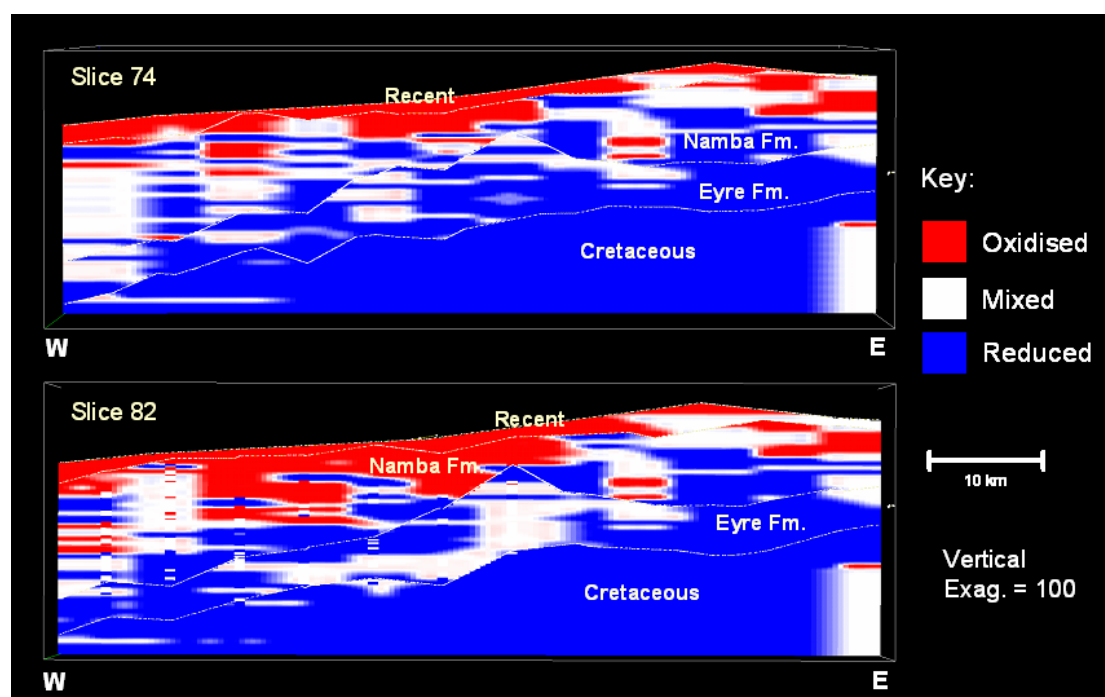 Slice 74
Recent
Namba Fm.
Eyre Fm.
Cretaceous
W
E
Slice 82
Recent
Namba Fm.
Eyre Fm.
Cretaceous
W
E
Key:
Oxidised
Mixed
Reduced
10 km
Vertical
Exag. = 100